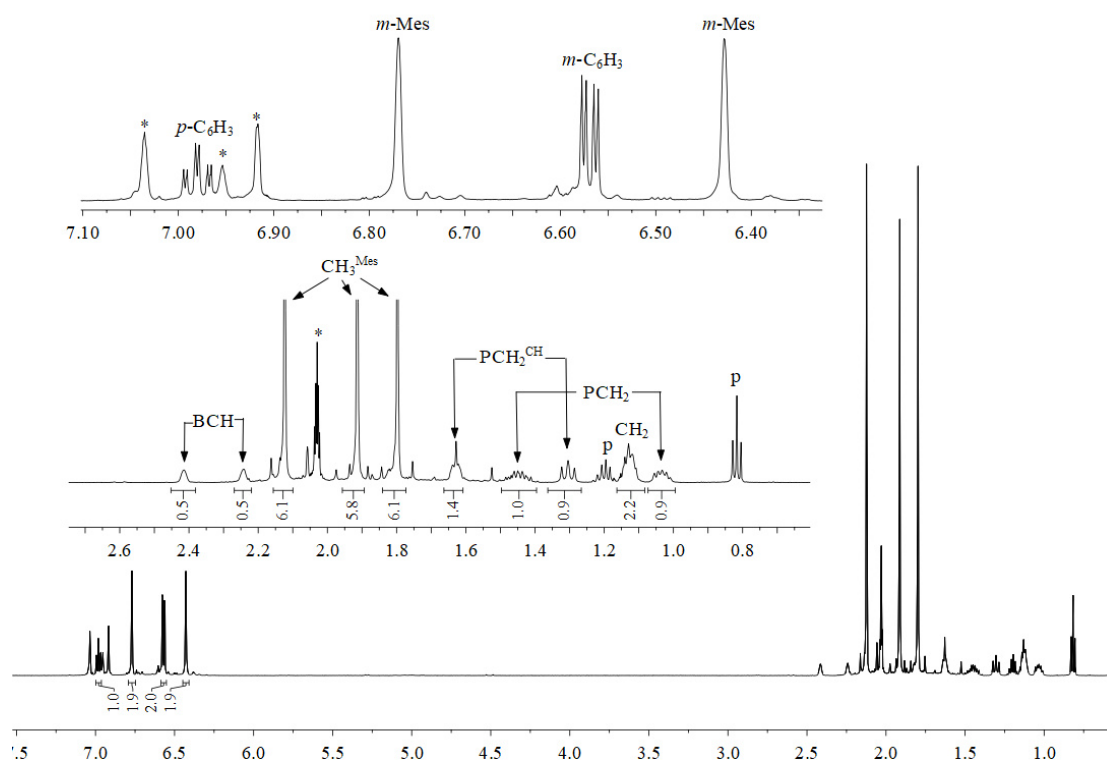 m-Mes m-Mes
m-C6H3
* p-C6H3 * *
7.10 7.00 6.90 6.80 6.70 6.60 6.50 6.40
CH3Mes
*
PCH2CH
PCH2 p
BCH p CH2
0.5 0.5 6.1 5.8 6.1 1.4 1.0 0.9 2.2 0.9
2.6 2.4 2.2 2.0 1.8 1.6 1.4 1.2 1.0 0.8
1.0 1.9 2.0 1.9
7.5 7.0 6.5 6.0 5.5 5.0 4.5 4.0 3.5 3.0 2.5 2.0 1.5 1.0